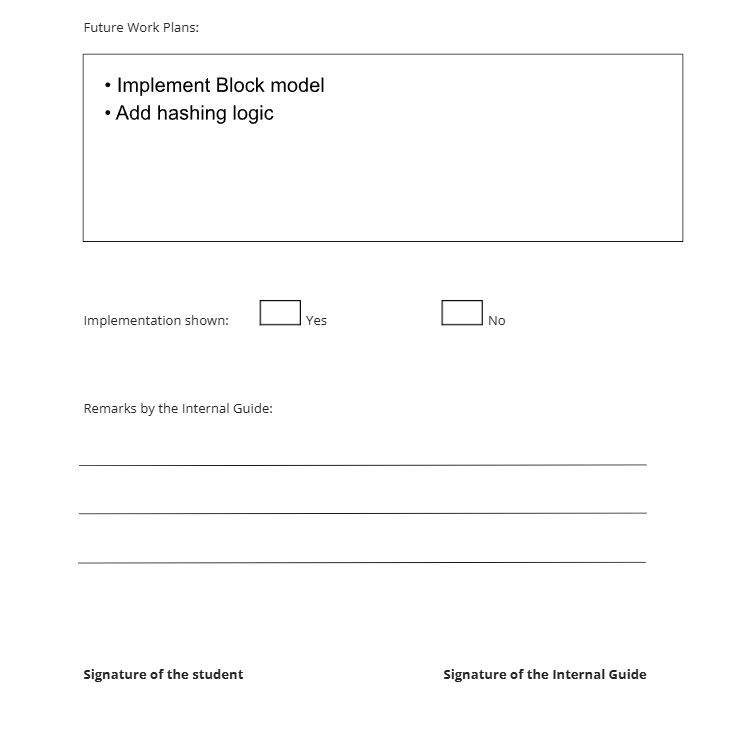 Future Work Plans:
• Implement Block model
• Add hashing logic
Implementation shown: Yes No
Remarks by the Internal Guide:
Signature of the student Signature of the Internal Guide